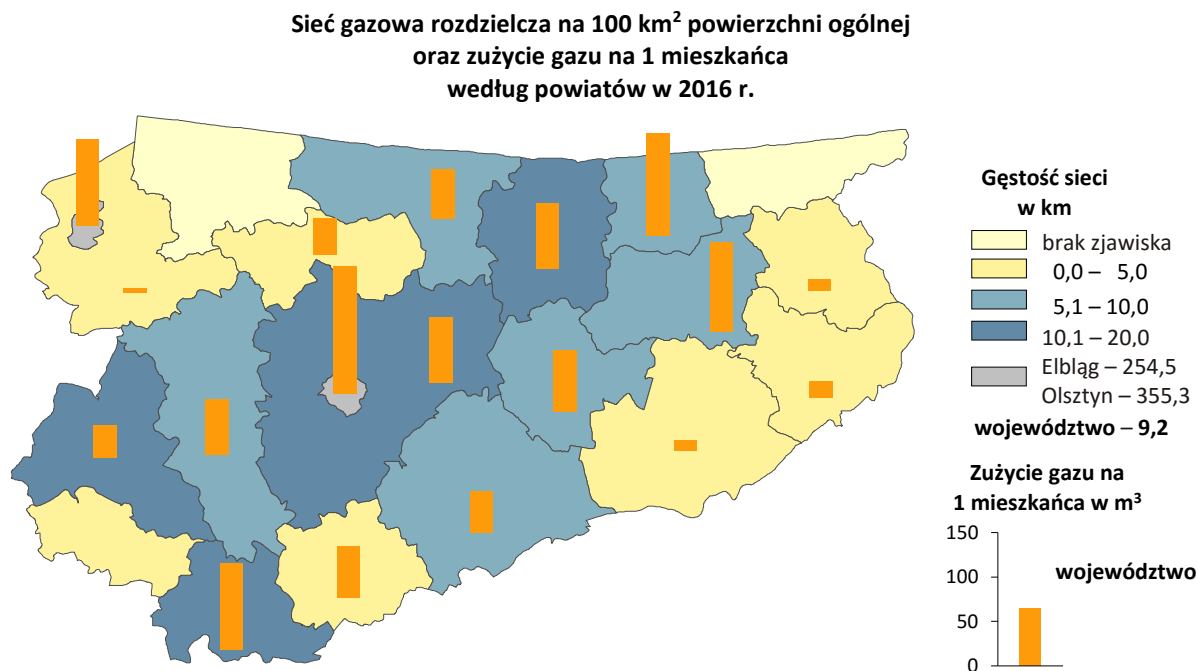 Sieć gazowa rozdzielcza na 100 km² powierzchni ogólnej
oraz zużycie gazu na 1 mieszkańca
według powiatów w 2016 r.
Gęstość sieci
w km
brak zjawiska
0,0 – 5,0
5,1 – 10,0
10,1 – 20,0
Elbląg – 254,5
Olsztyn – 355,3
województwo – 9,2
Zużycie gazu na
1 mieszkańca w m³
150
100
województwo
50
0